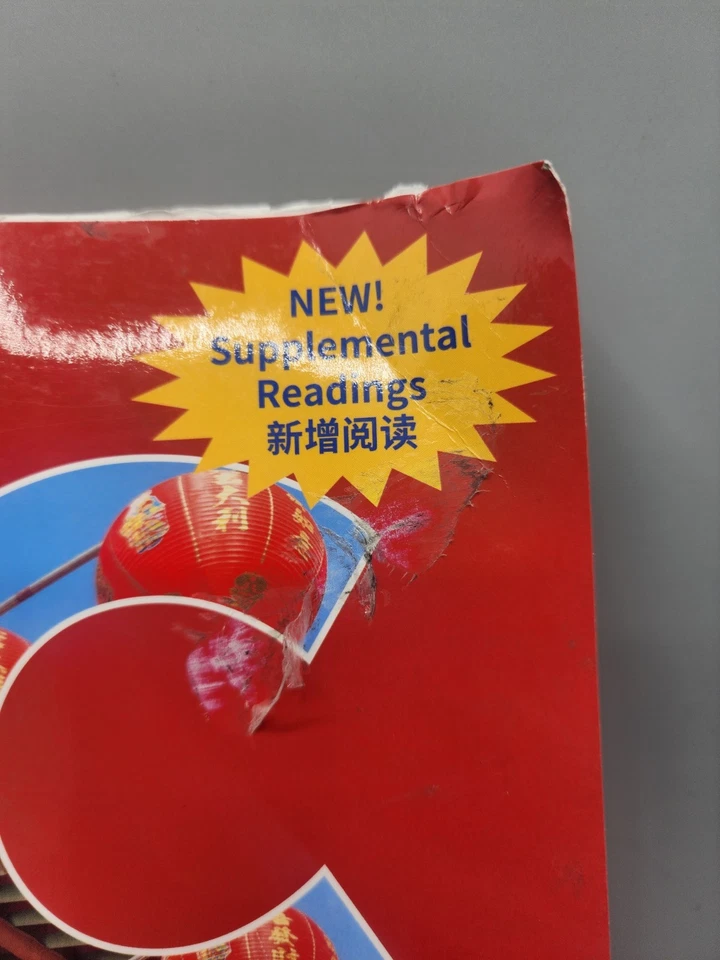 NEW!
Supplemental
Readings
新增阅读